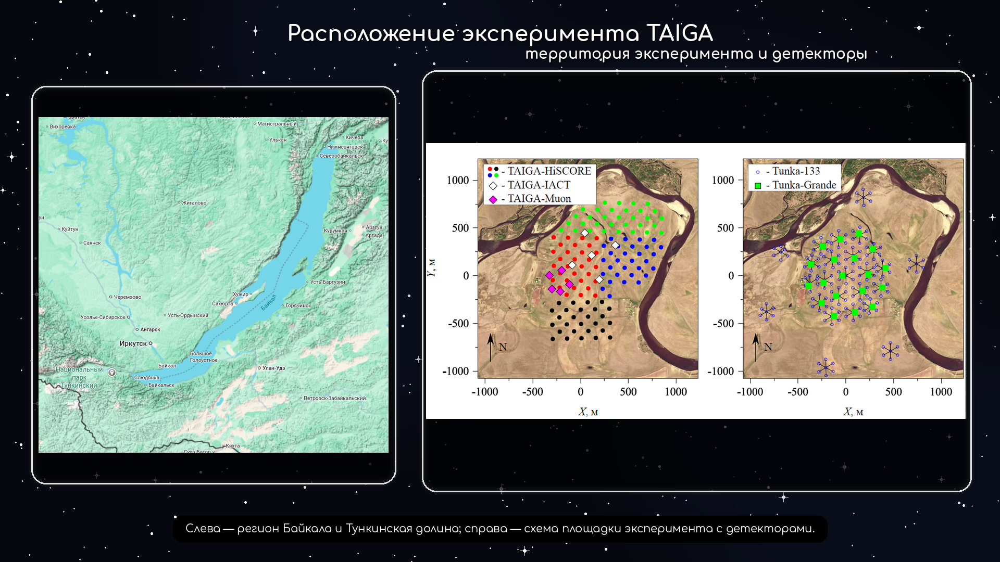 Расположение эксперимента TAIGA
территория эксперимента и детекторы
Братск
Вихоревка
Магистральный
Улькан
Кичера
Нижнеангарск
Северобайкальск
Жигалово
Куйтун
Саянск
Курумкан
Арзгун
Аргада
Усть-Баргузин
Хужир
Сахюрта
Байкал
Горячинск
Черемхово
Усолье-Сибирское
Усть-Ордынский
Ангарск
Иркутск
Большое
Голоустное
Байкал
Улан-Удэ
Национальный
парк
Тункинский
Слюдянка
Байкальск
Петровск-Забайкальский
Кяхта
Сухэ-Батор
- TAIGA-HiSCORE
- TAIGA-IACT
- TAIGA-Muon
1000
500
0
-500
-1000
Y, м
N
-1000 -500 0 500 1000
X, м
- Tunka-133
- Tunka-Grande
1000
500
0
-500
-1000
N
-1000 -500 0 500 1000
X, м
Слева — регион Байкала и Тункинская долина; справа — схема площадки эксперимента с детекторами.